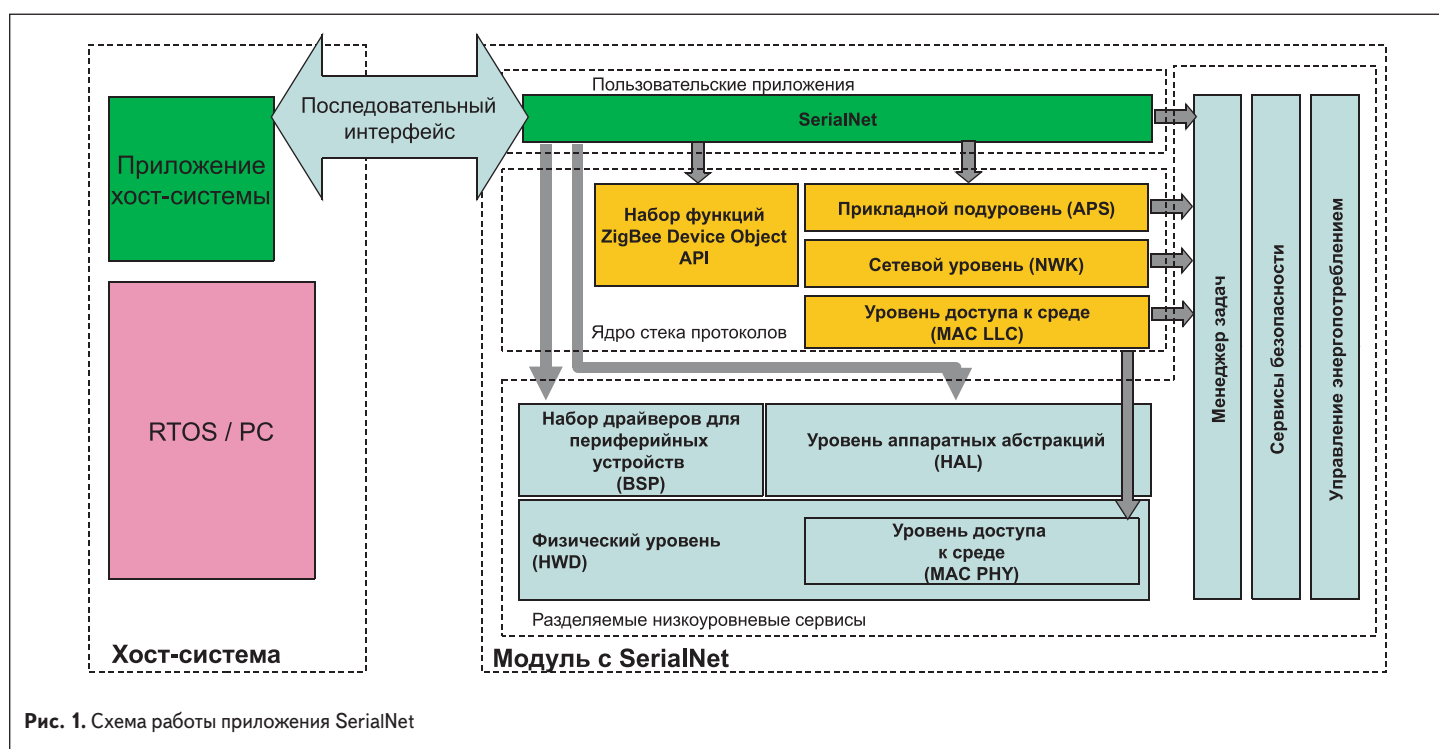 Приложение
хост-системы
RTOS / PC
Хост-система
Последовательный
интерфейс
Пользовательские приложения
SerialNet
Набор функций
ZigBee Device Object
API
Прикладной подуровень (APS)
Сетевой уровень (NWK)
Уровень доступа к среде
(MAC LLC)
Ядро стека протоколов
Набор драйверов для
периферийных
устройств
(BSP)
Уровень аппаратных абстракций
(HAL)
Физический уровень
(HWD)
Уровень доступа
к среде
(MAC PHY)
Разделяемые низкоуровневые сервисы
Менеджер задач
Сервисы безопасности
Управление энергопотреблением
Модуль с SerialNet
Рис. 1. Схема работы приложения SerialNet